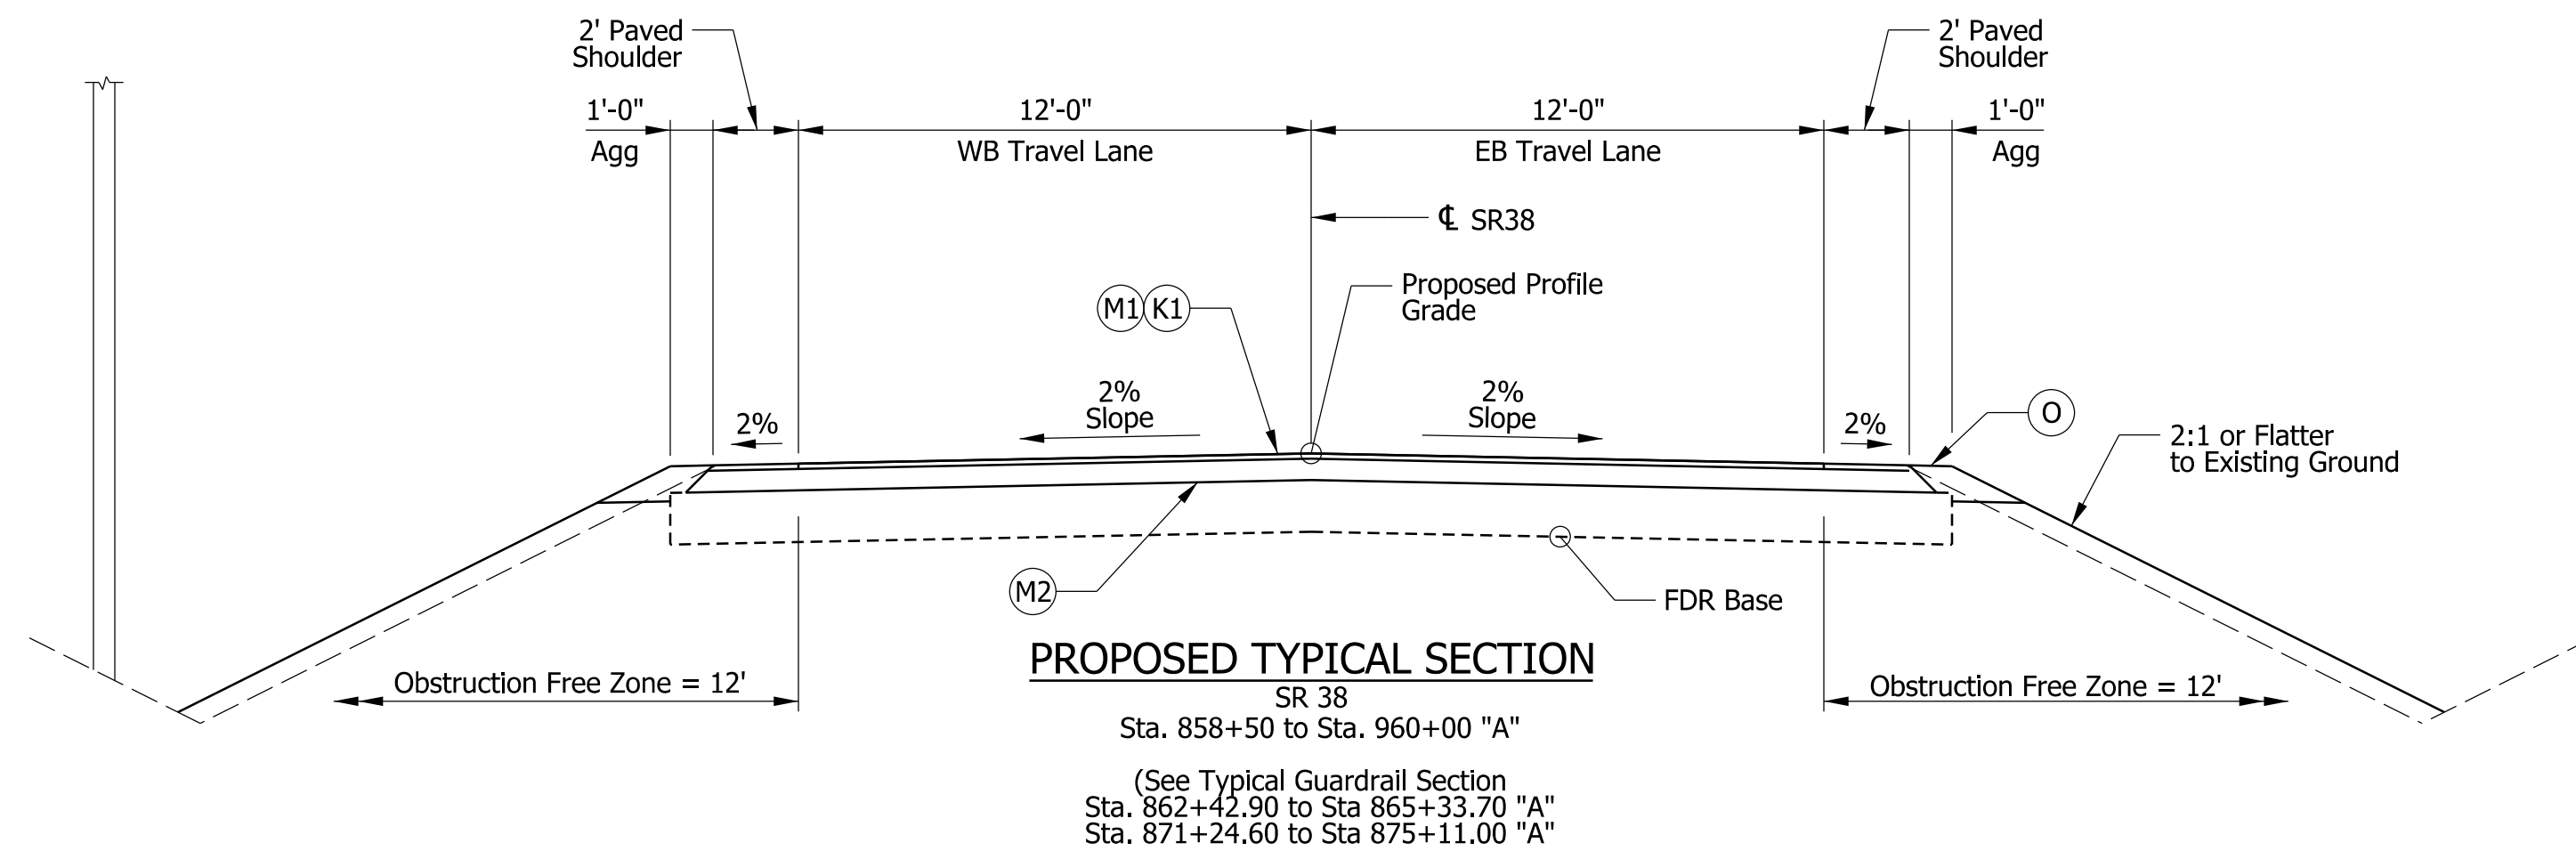 2' Paved
Shoulder
2' Paved
Shoulder
1'-0"
12'-0"
12'-0"
1'-0"
Agg
WB Travel Lane
EB Travel Lane
Agg
℄ SR38
Proposed Profile
Grade
M1 K1
2%
Slope
2%
Slope
2%
2%
O
2:1 or Flatter
to Existing Ground
M2
FDR Base
PROPOSED TYPICAL SECTION
Obstruction Free Zone = 12'
Obstruction Free Zone = 12'
SR 38
Sta. 858+50 to Sta. 960+00 "A"
(See Typical Guardrail Section
Sta. 862+42.90 to Sta 865+33.70 "A"
Sta. 871+24.60 to Sta 875+11.00 "A"